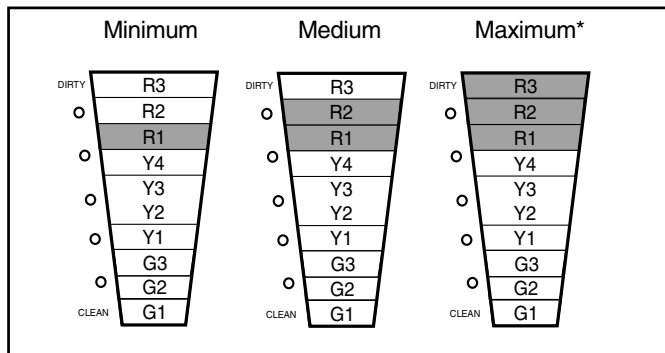 Minimum
DIRTY
R3
R2
R1
Y4
Y3
Y2
Y1
G3
G2
CLEAN
G1
Medium
DIRTY
R3
R2
R1
Y4
Y3
Y2
Y1
G3
G2
CLEAN
G1
Maximum*
DIRTY
R3
R2
R1
Y4
Y3
Y2
Y1
G3
G2
CLEAN
G1